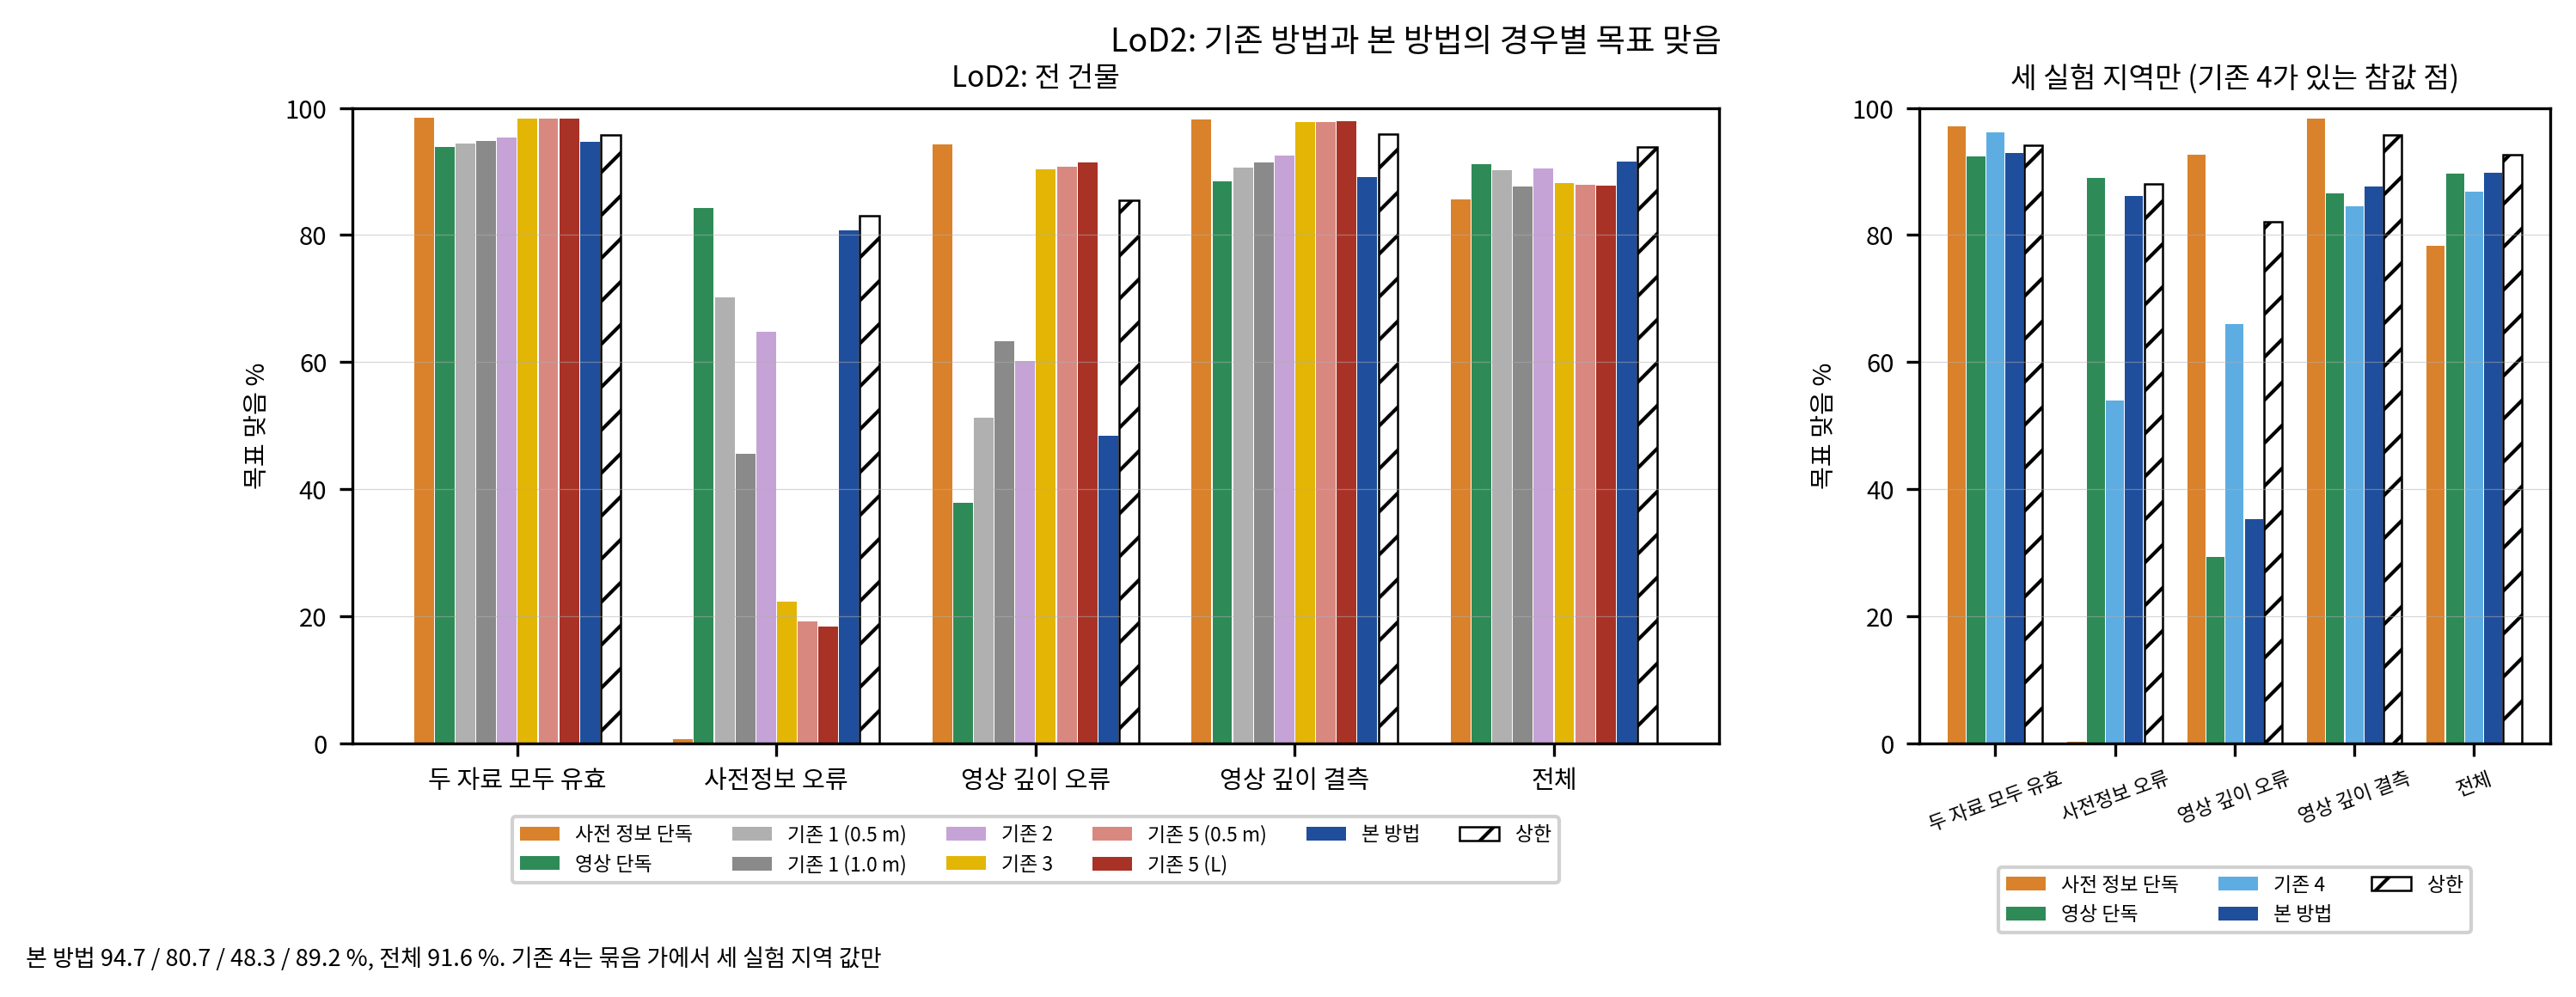 LoD2: 기존 방법과 본 방법의 경우별 목표 맞음
LoD2: 전 건물
목표 맞음 %
100
80
60
40
20
0
두 자료 모두 유효
사전정보 오류
영상 깊이 오류
영상 깊이 결측
전체
사전 정보 단독
영상 단독
기존 1 (0.5 m)
기존 1 (1.0 m)
기존 2
기존 3
기존 5 (0.5 m)
기존 5 (L)
본 방법
상한
세 실험 지역만 (기존 4가 있는 참값 점)
목표 맞음 %
100
80
60
40
20
0
두 자료 모두 유효
사전정보 오류
영상 깊이 오류
영상 깊이 결측
전체
사전 정보 단독
영상 단독
기존 4
본 방법
상한
본 방법 94.7 / 80.7 / 48.3 / 89.2 %, 전체 91.6 %. 기존 4는 묶음 가에서 세 실험 지역 값만